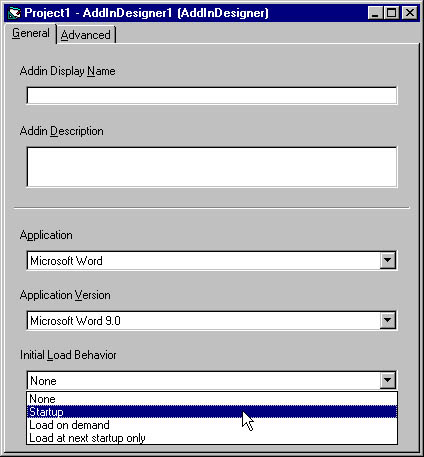 Project1 - AddInDesigner1 (AddInDesigner)
General Advanced
Addin Display Name
Addin Description
Application
Microsoft Word
Application Version
Microsoft Word 9.0
Initial Load Behavior
None
None
Startup
Load on demand
Load at next startup only